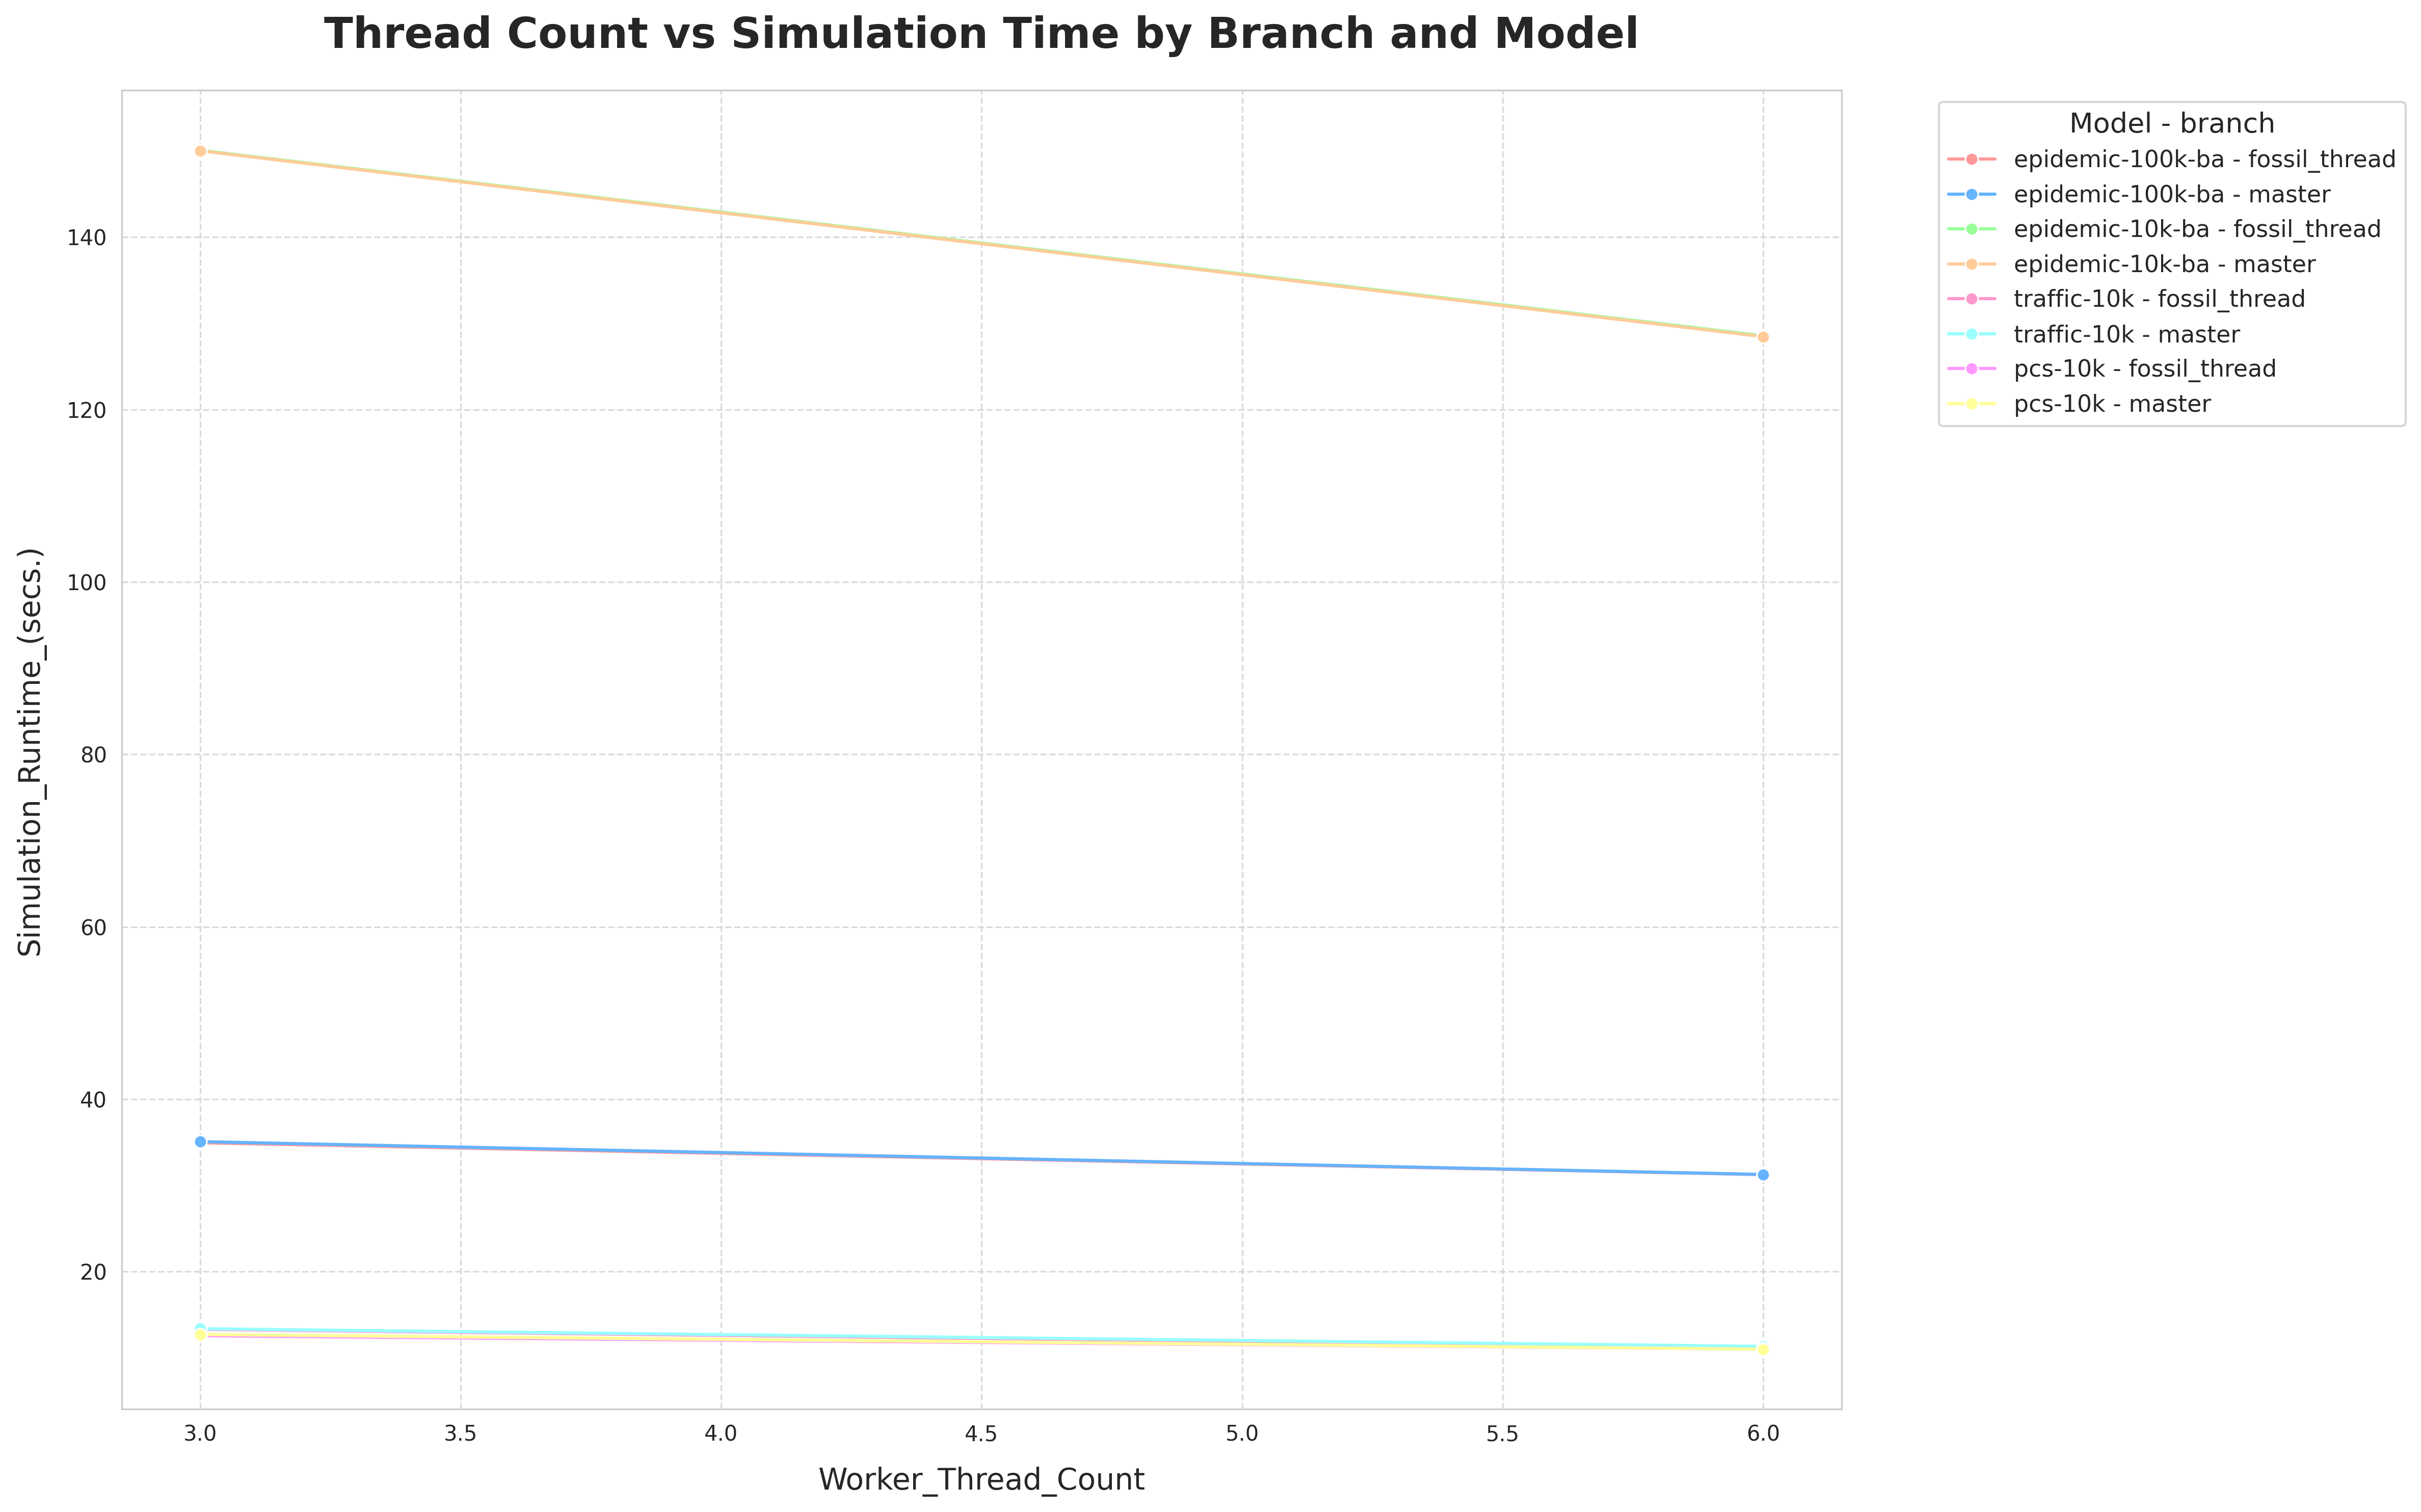 Thread Count vs Simulation Time by Branch and Model
Simulation_Runtime_(secs.)
140
120
100
80
60
40
20
3.0
3.5
4.0
4.5
5.0
5.5
6.0
Worker_Thread_Count
Model - branch
epidemic-100k-ba - fossil_thread
epidemic-100k-ba - master
epidemic-10k-ba - fossil_thread
epidemic-10k-ba - master
traffic-10k - fossil_thread
traffic-10k - master
pcs-10k - fossil_thread
pcs-10k - master